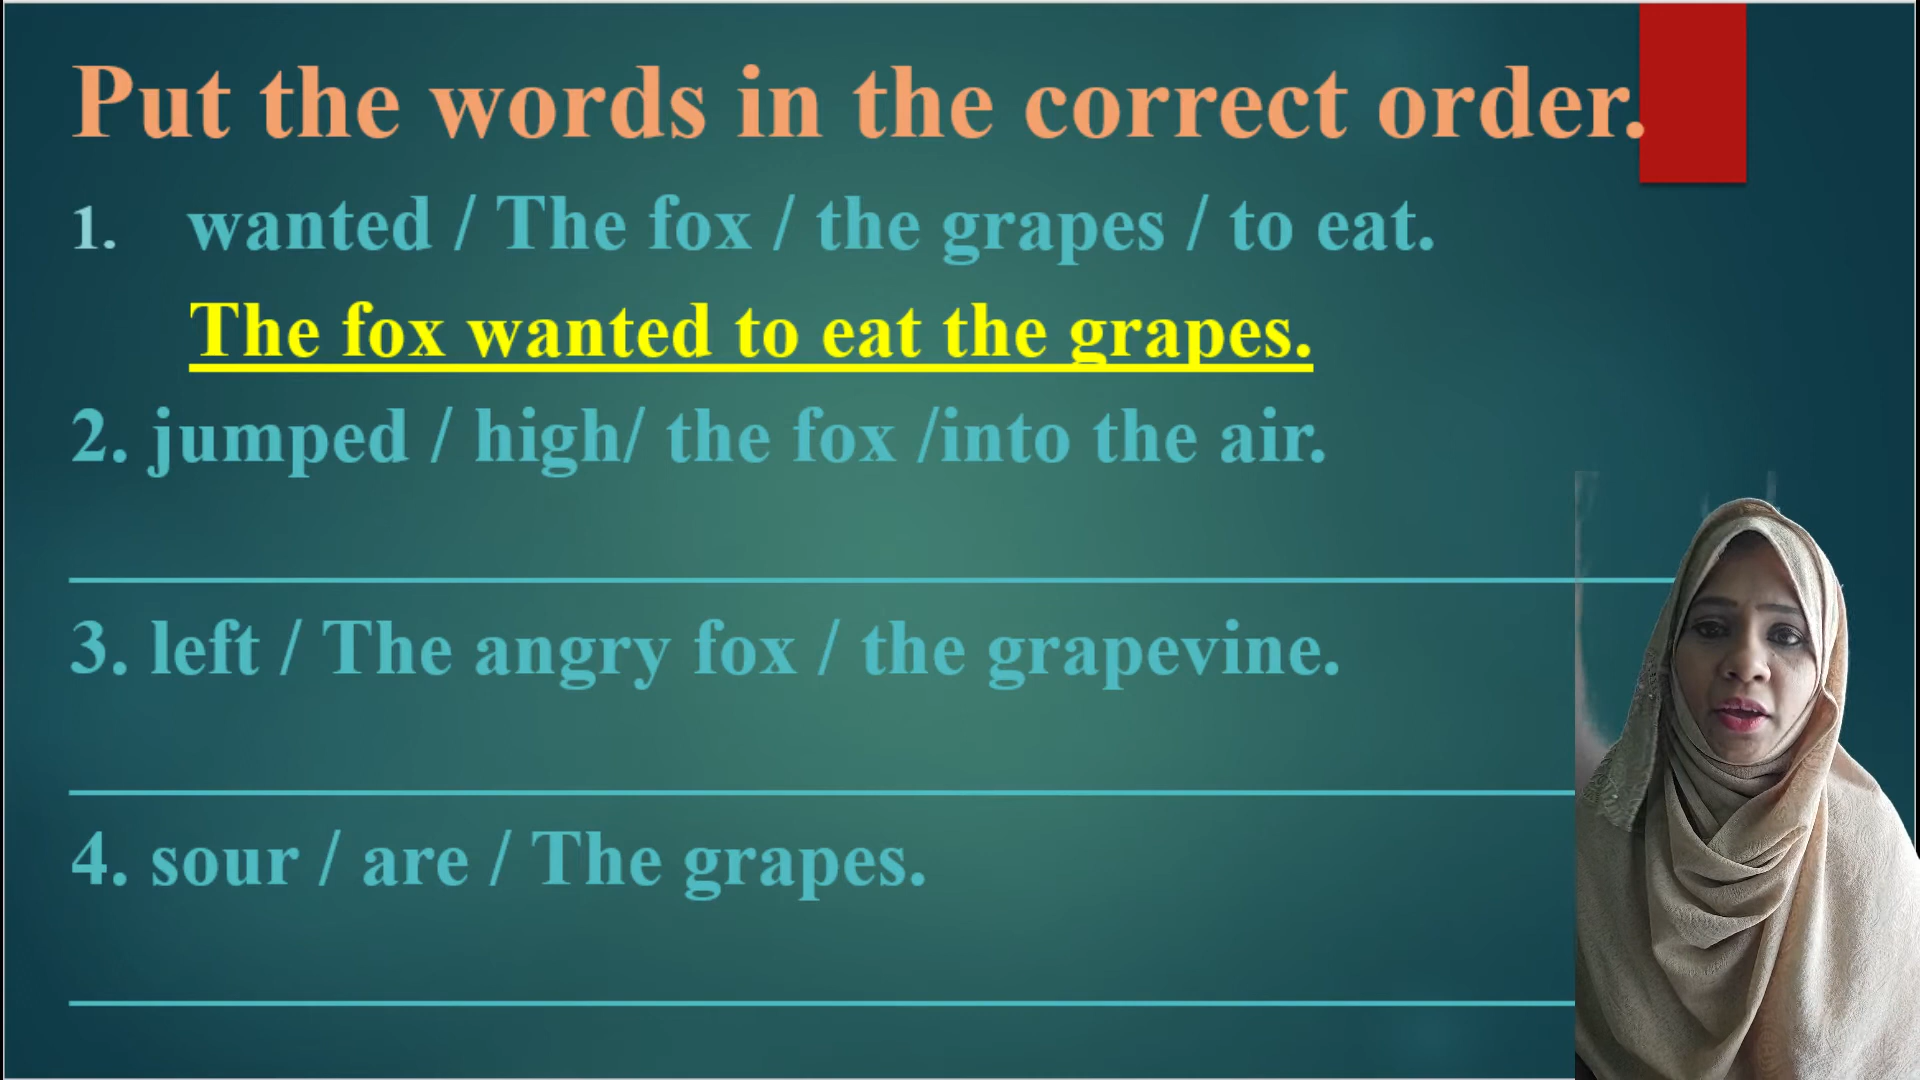 Put the words in the correct order.
1. wanted / The fox / the grapes / to eat.
The fox wanted to eat the grapes.
2. jumped / high/ the fox /into the air.
3. left / The angry fox / the grapevine.
4. sour / are / The grapes.